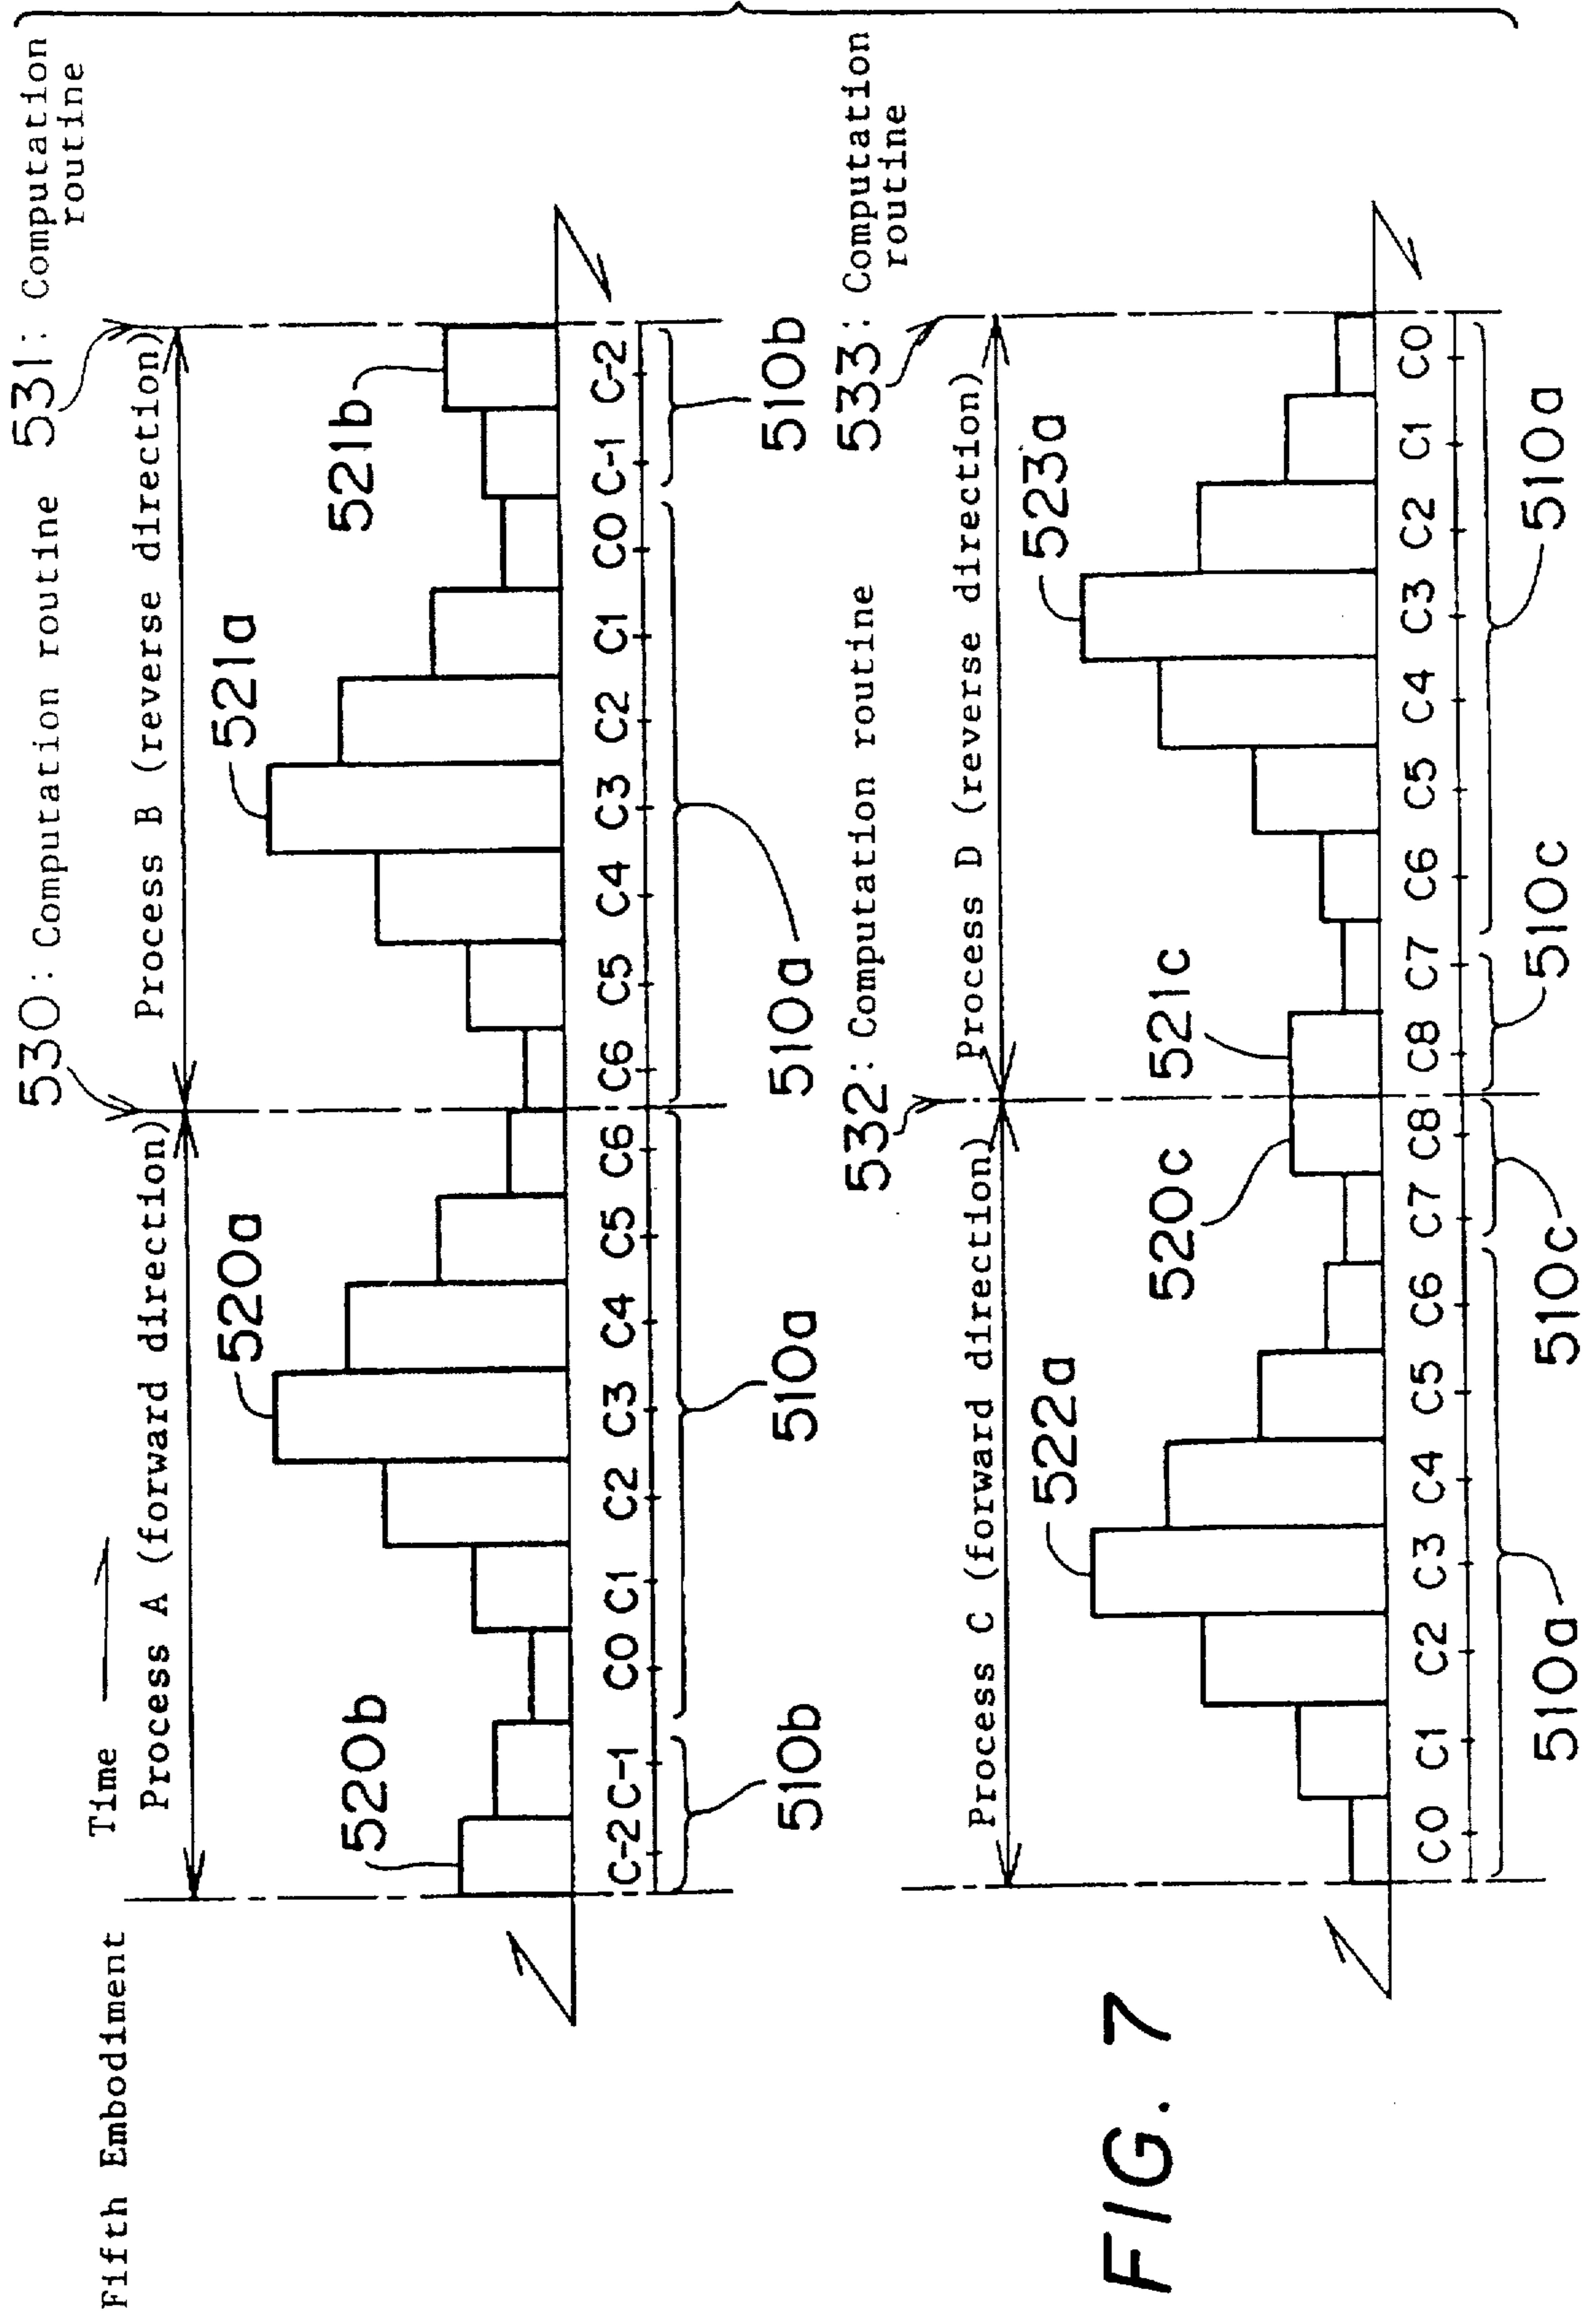 Fifth Embodiment
Time
530: Computation routine
531: Computation
routine
Process A (forward direction)
Process B (reverse direction)
520b
520a
521a
521b
C-2 C-1 C0 C1 C2 C3 C4 C5 C6 C6 C5 C4 C3 C2 C1 C0 C-1 C-2
510b
510a
510a
510b
532: Computation routine
533: Computation
routine
Process C (forward direction)
Process D (reverse direction)
522a
520c
521c
523a
C0 C1 C2 C3 C4 C5 C6 C7 C8 C8 C7 C6 C5 C4 C3 C2 C1 C0
510a
510c
510c
510a
FIG. 7